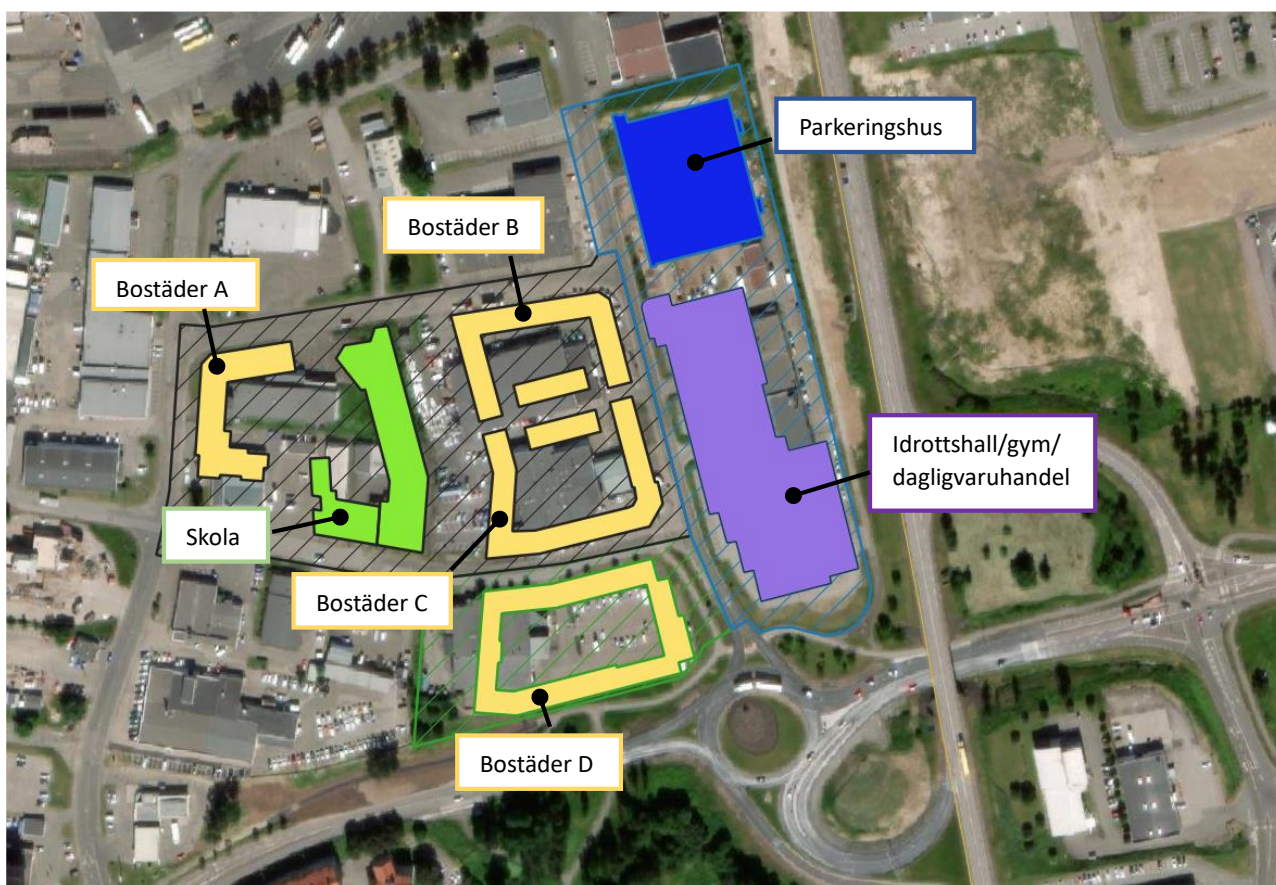 Parkeringshus
Bostäder B
Bostäder A
Idrottshall/gym/
dagligvaruhandel
Skola
Bostäder C
Bostäder D